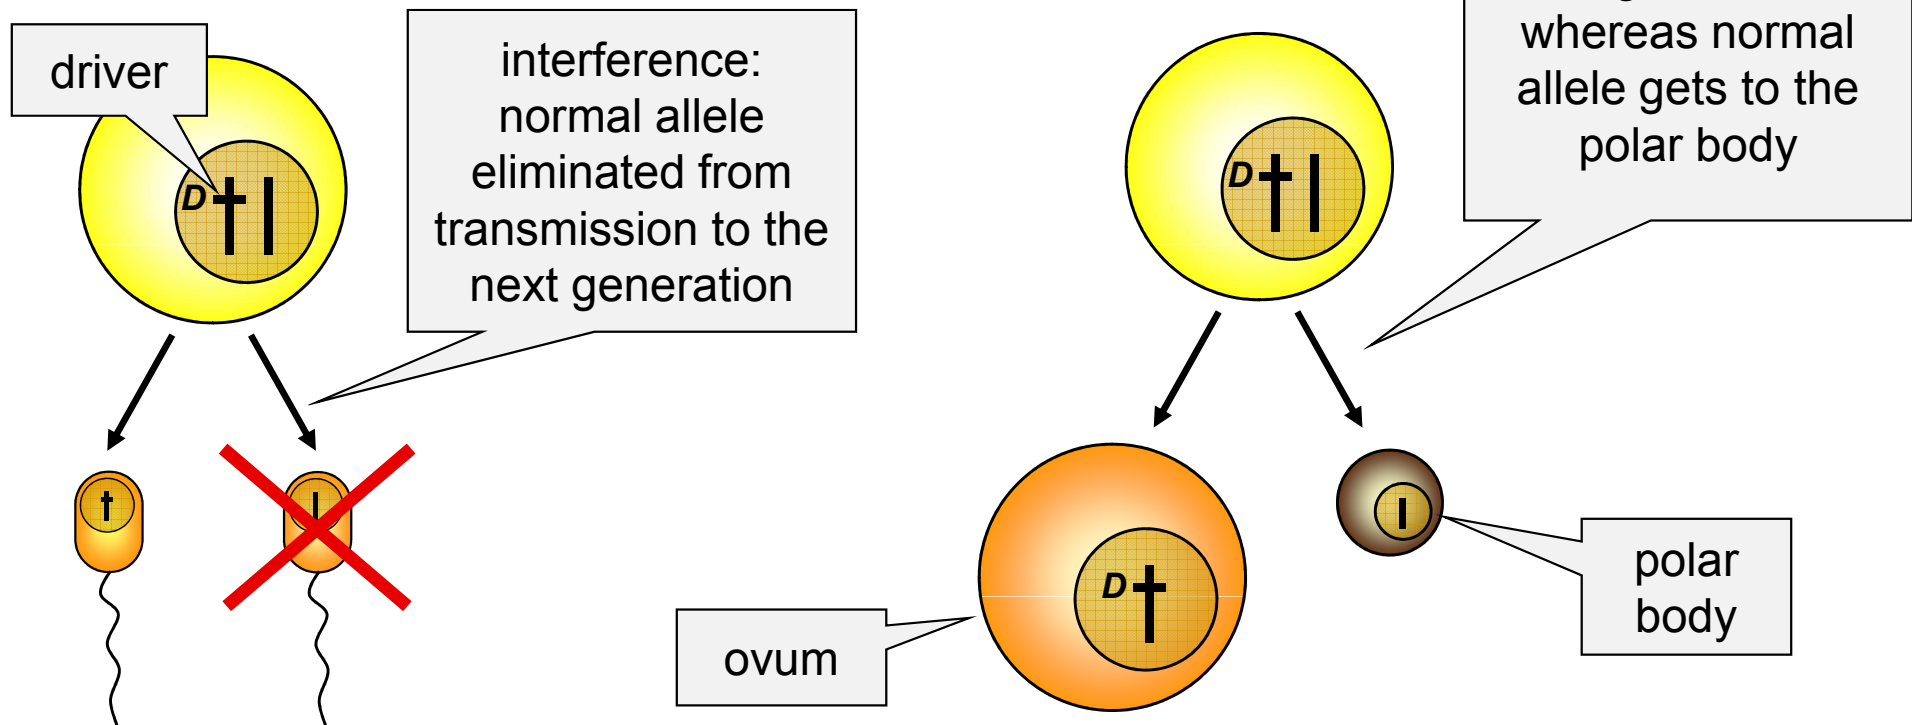 driver
interference:
normal allele
eliminated from
transmission to the
next generation
D
whereas normal
allele gets to the
polar body
D
D
ovum
polar
body